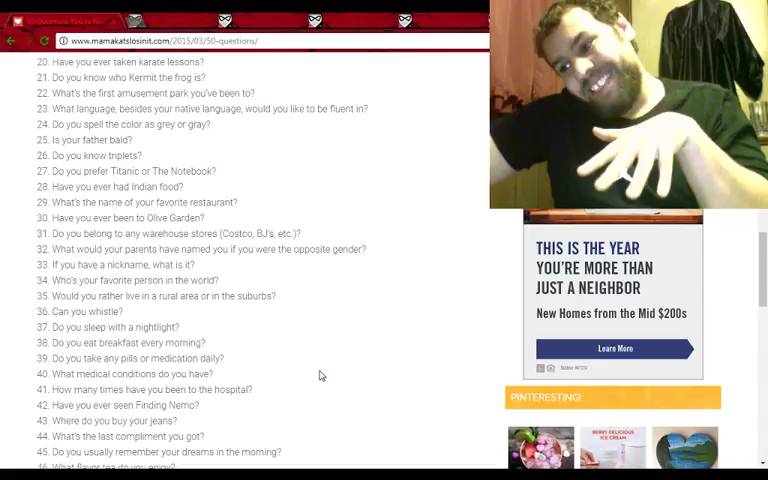 www.mamakatslosinit.com/2015/03/50-questions/
20. Have you ever taken karate lessons?
21. Do you know who Kermit the frog is?
22. What's the first amusement park you've been to?
23. What language, besides your native language, would you like to be fluent in?
24. Do you spell the color as grey or gray?
25. Is your father bald?
26. Do you know triplets?
27. Do you prefer Titanic or The Notebook?
28. Have you ever had Indian food?
29. What's the name of your favorite restaurant?
30. Have you ever been to Olive Garden?
31. Do you belong to any warehouse stores (Costco, BJ's, etc.)?
32. What would your parents have named you if you were the opposite gender?
33. If you have a nickname, what is it?
34. Who's your favorite person in the world?
35. Would you rather live in a rural area or in the suburbs?
36. Can you whistle?
37. Do you sleep with a nightlight?
38. Do you eat breakfast every morning?
39. Do you take any pills or medication daily?
40. What medical conditions do you have?
41. How many times have you been to the hospital?
42. Have you ever seen Finding Nemo?
43. Where do you buy your jeans?
44. What's the last compliment you got?
45. Do you usually remember your dreams in the morning?
46. What flavor tea do you enjoy?
THIS IS THE YEAR
YOU'RE MORE THAN
JUST A NEIGHBOR
New Homes from the Mid $200s
Learn More
PINTERESTING!
BERRY DELICIOUS
ICE CREAM